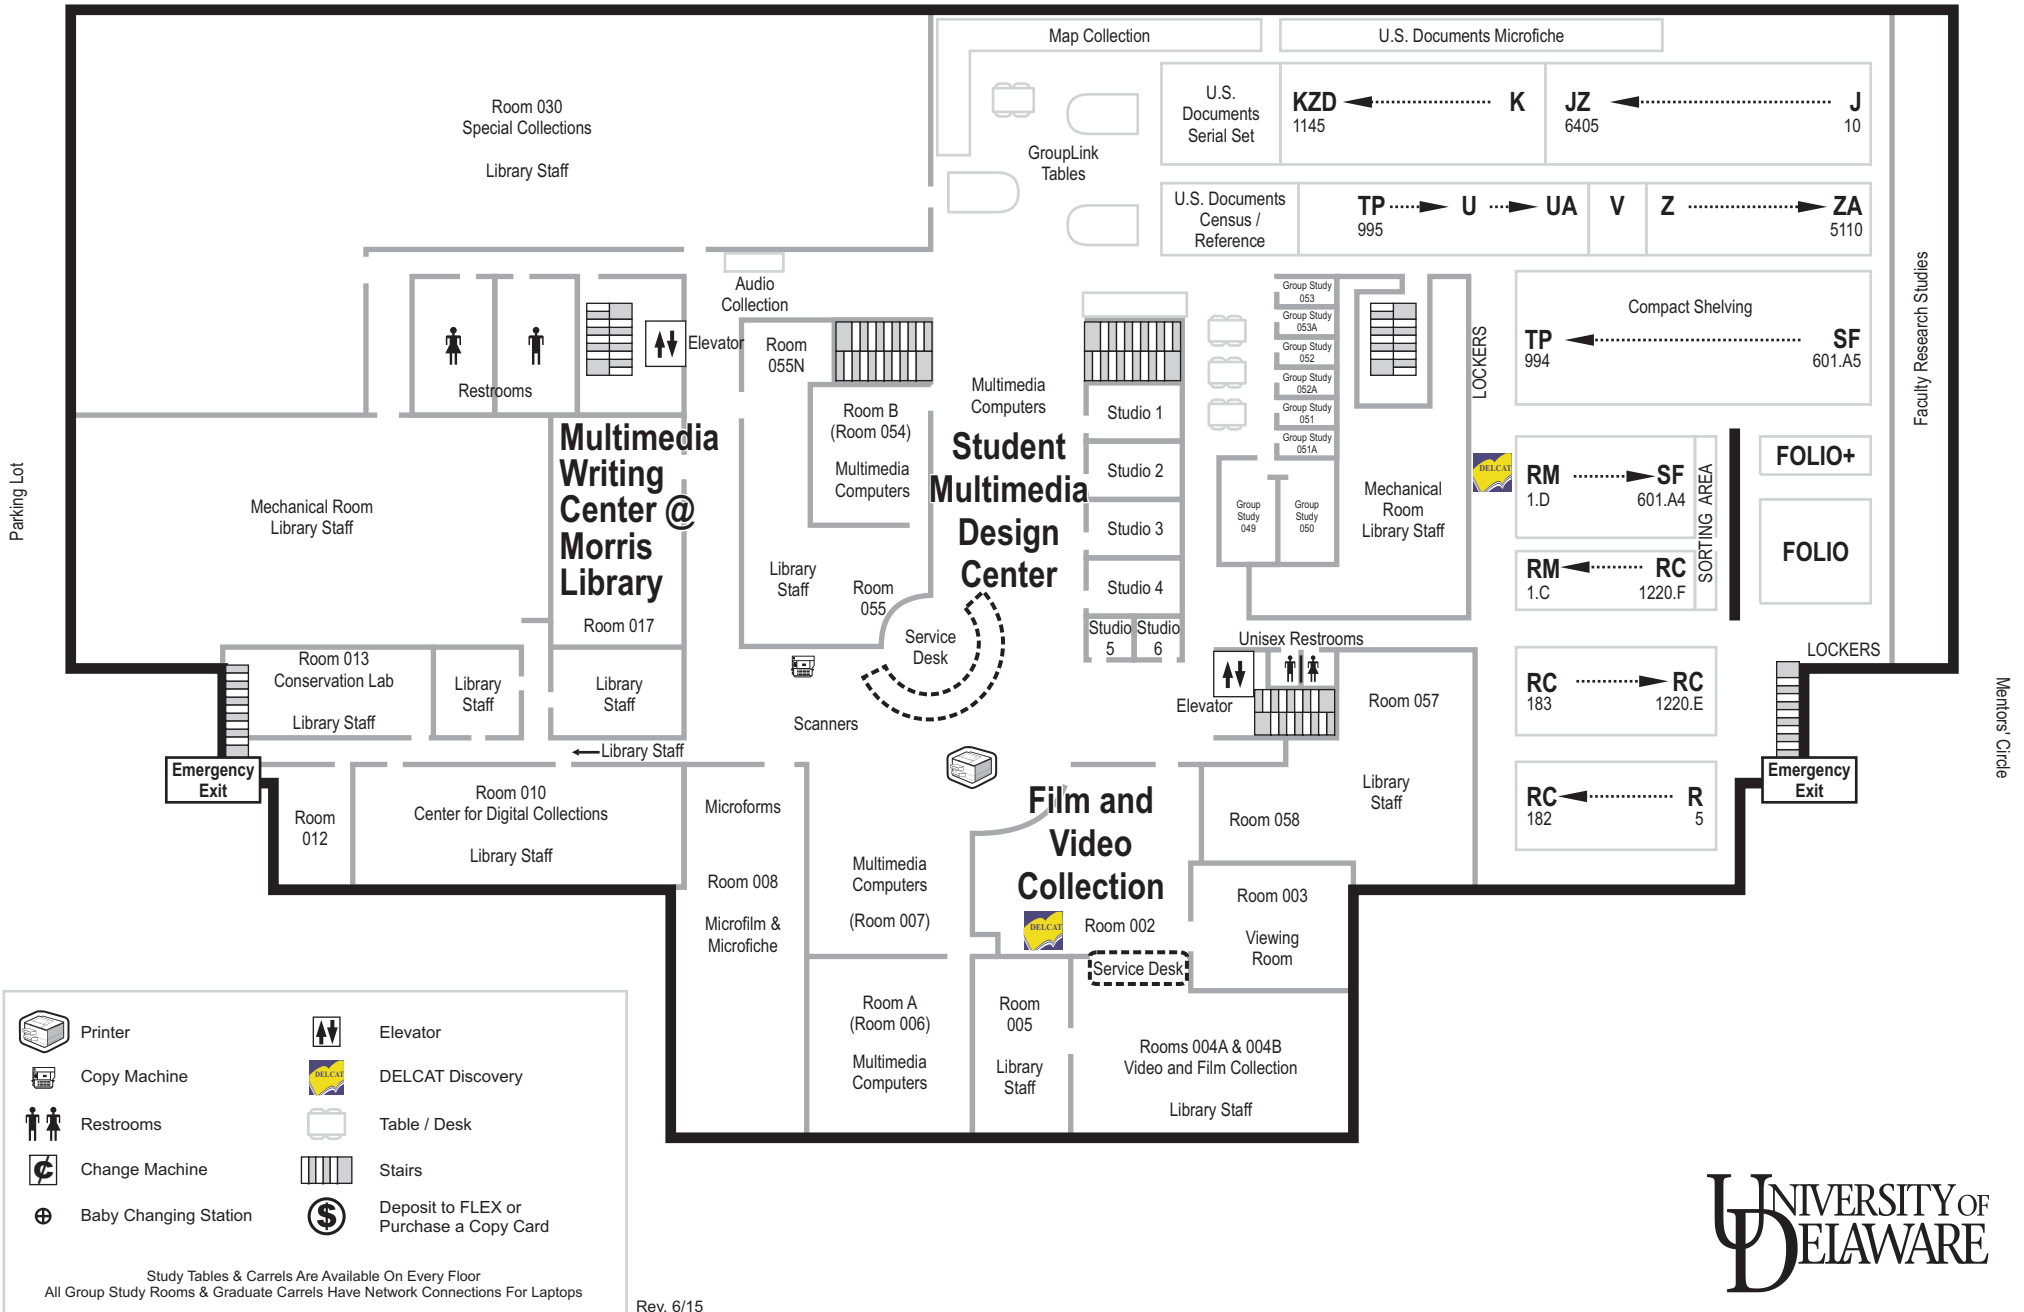 Map Collection
U.S. Documents Microfiche
Room 030
Special Collections
Library Staff
GroupLink
Tables
U.S.
Documents
Serial Set
KZD
1145
K
JZ
6405
J
10
U.S. Documents
Census /
Reference
TP
995
U
UA
V
Z
ZA
5110
Audio
Collection
Restrooms
Elevator
Room
055N
Room B
(Room 054)
Multimedia
Computers
Library
Staff
Room
055
Multimedia
Computers
Student
Multimedia
Design
Center
Service
Desk
Studio 1
Studio 2
Studio 3
Studio 4
Studio
5
Studio
6
Group Study
053
Group Study
053A
Group Study
052
Group Study
052A
Group Study
051
Group Study
051A
Group
Study
049
Group
Study
050
Mechanical
Room
Library Staff
LOCKERS
Compact Shelving
TP
994
SF
601.A5
Faculty Research Studies
DELCAT
RM
1.D
SF
601.A4
RM
1.C
RC
1220.F
SORTING AREA
FOLIO+
FOLIO
LOCKERS
RC
183
RC
1220.E
RC
182
R
5
Mentors' Circle
Emergency
Exit
Parking Lot
Mechanical Room
Library Staff
Multimedia
Writing
Center @
Morris
Library
Room 017
Room 013
Conservation Lab
Library Staff
Library
Staff
Library
Staff
Library Staff
Scanners
Emergency
Exit
Room
012
Room 010
Center for Digital Collections
Library Staff
Microforms
Room 008
Microfilm &
Microfiche
Multimedia
Computers
(Room 007)
Room A
(Room 006)
Multimedia
Computers
Film and
Video
Collection
DELCAT
Room 002
Service Desk
Room
005
Library
Staff
Rooms 004A & 004B
Video and Film Collection
Library Staff
Room 003
Viewing
Room
Unisex Restrooms
Elevator
Room 057
Library
Staff
Room 058
Printer
Copy Machine
Restrooms
Change Machine
Baby Changing Station
Elevator
DELCAT
DELCAT Discovery
Table / Desk
Stairs
Deposit to FLEX or
Purchase a Copy Card
Study Tables & Carrels Are Available On Every Floor
All Group Study Rooms & Graduate Carrels Have Network Connections For Laptops
Rev. 6/15
UNIVERSITY OF
DELAWARE